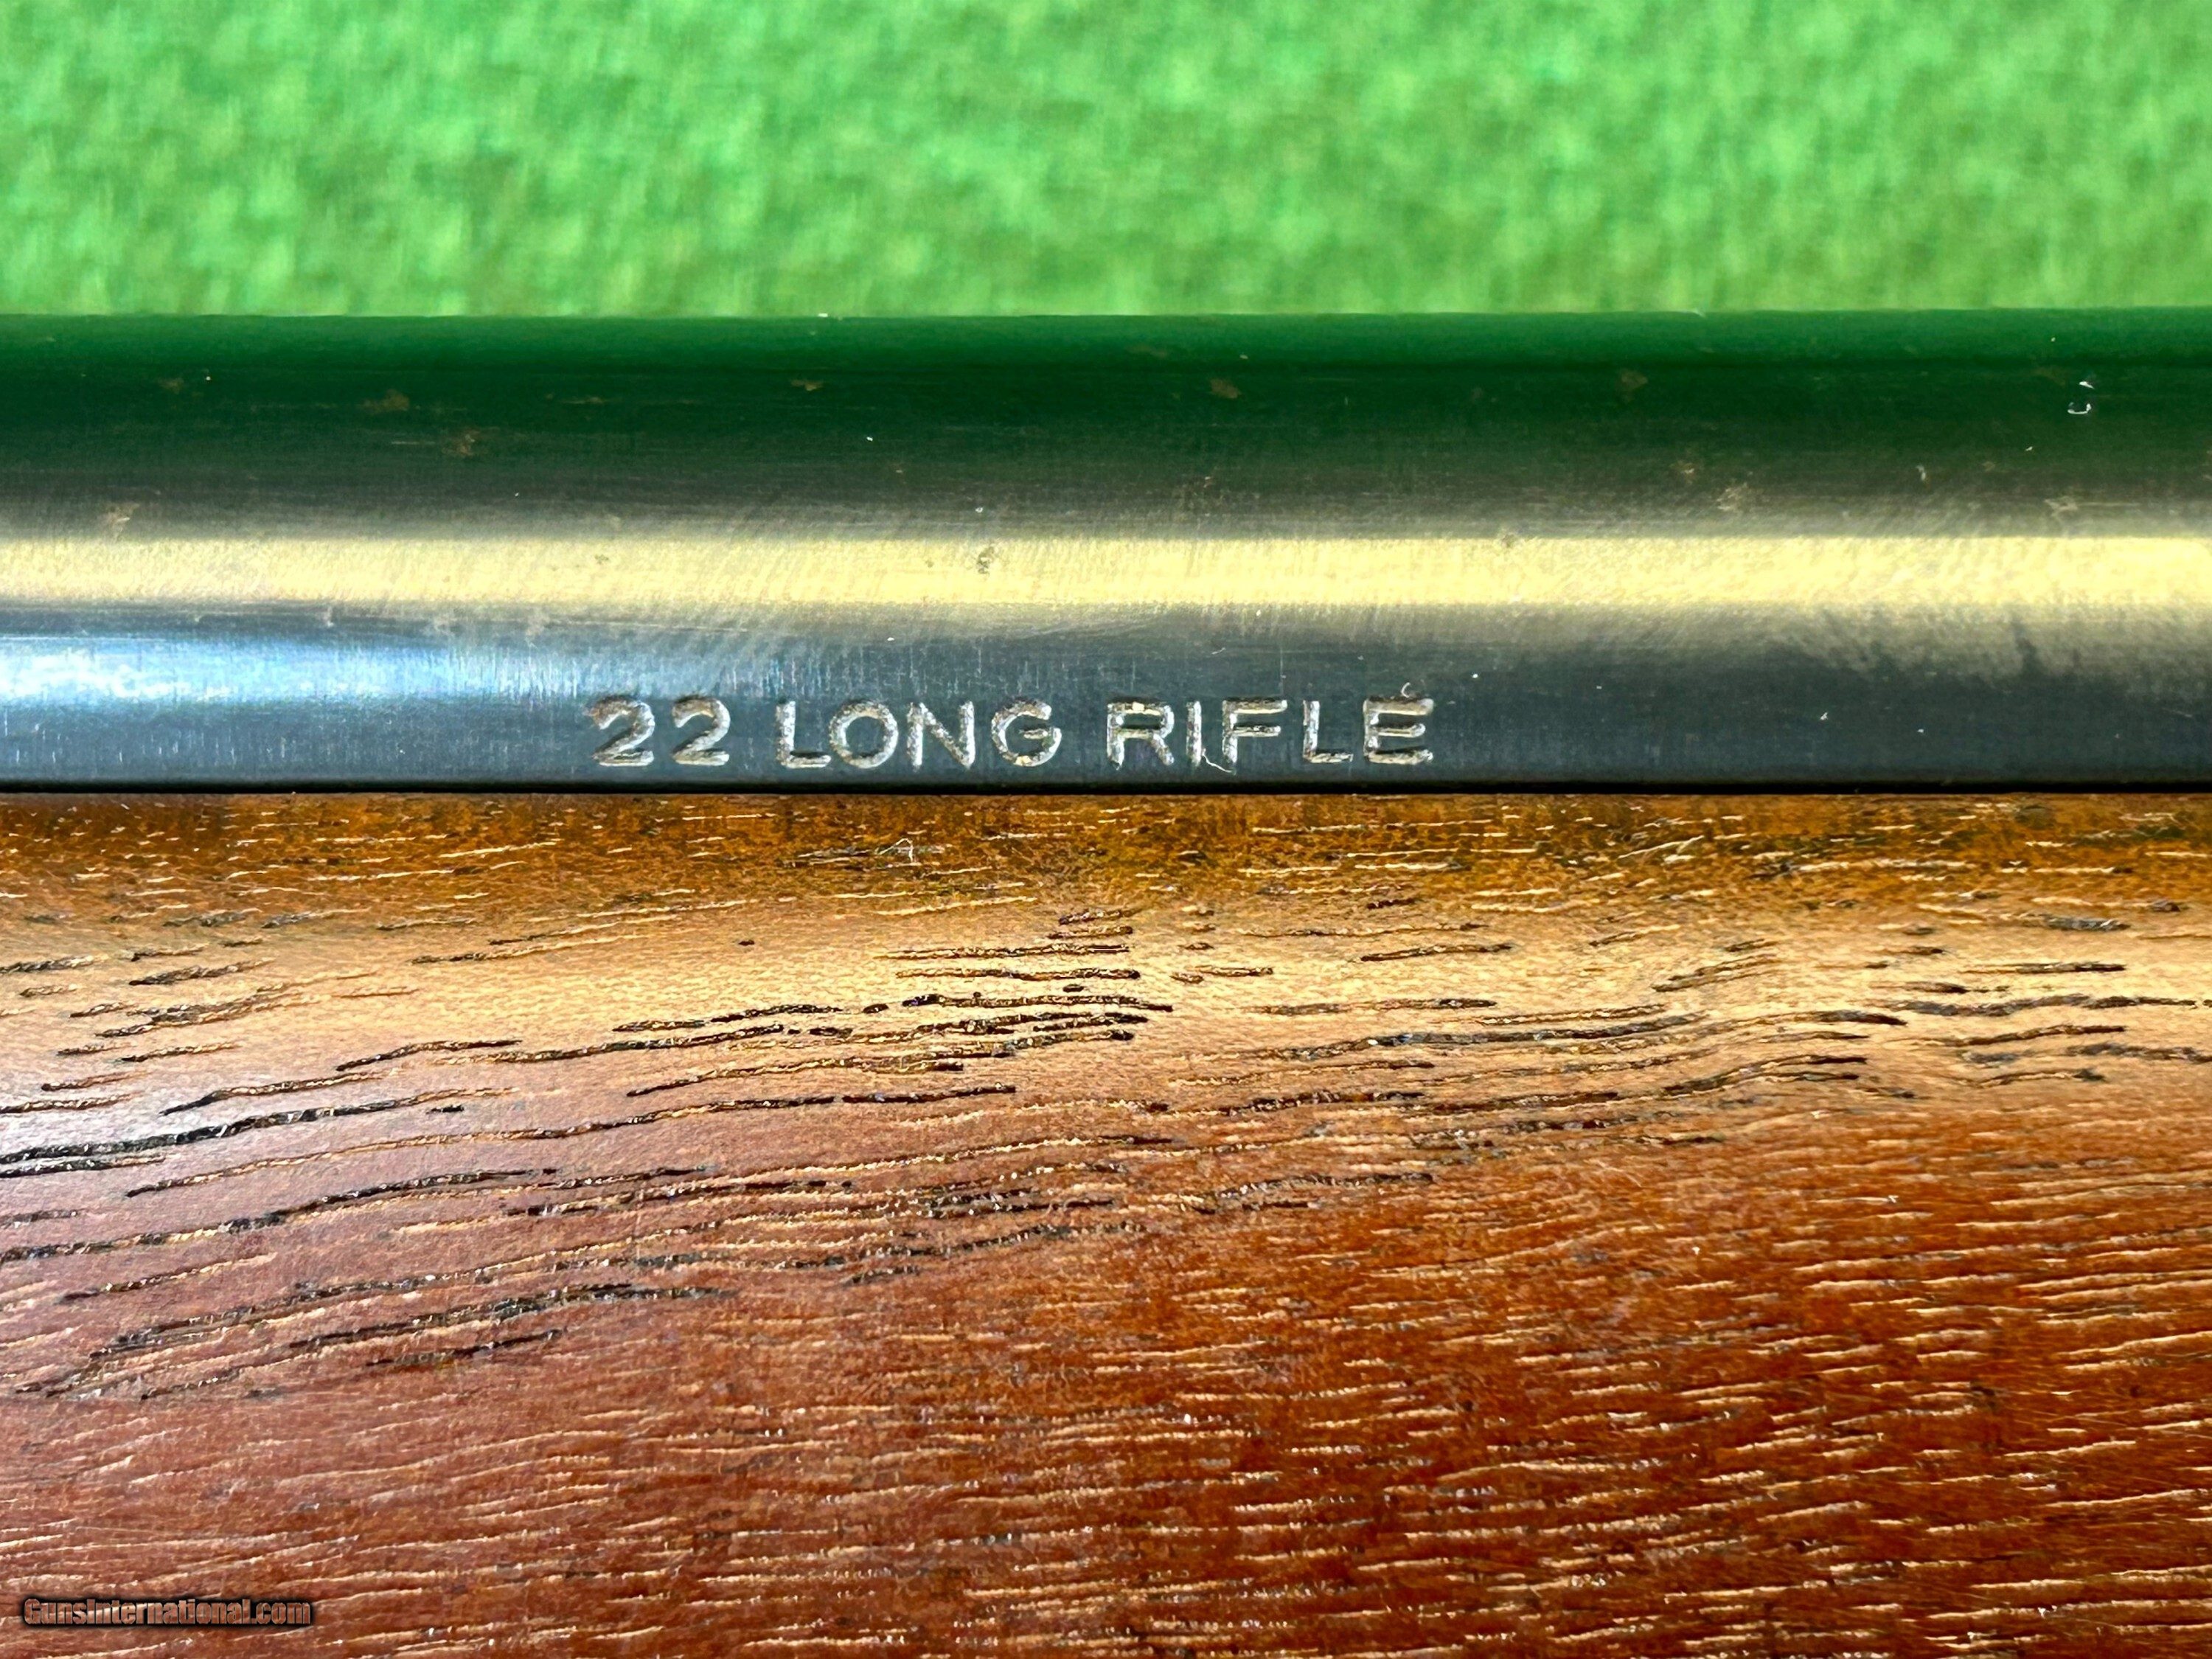 22 LONG RIFLE
GunsInternational.com